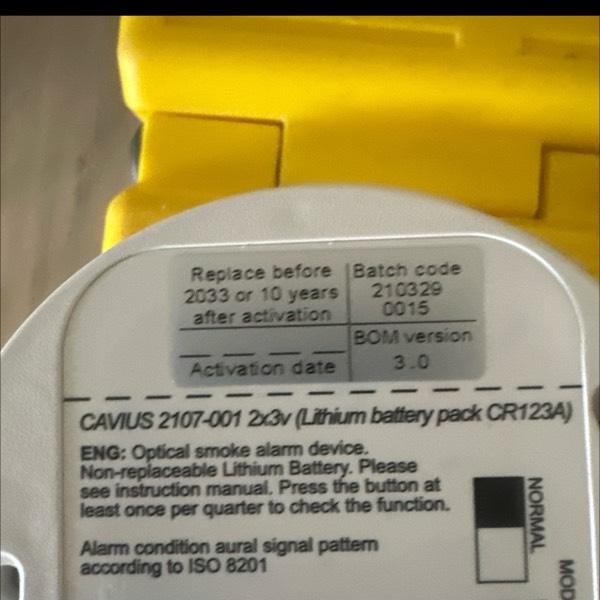 Replace before
2033 or 10 years
after activation
Activation date
Batch code
210329
0015
BOM version
3.0
CAVIUS 2107-001 2x3v (Lithium battery pack CR123A)
ENG: Optical smoke alarm device.
Non-replaceable Lithium Battery. Please
see instruction manual. Press the button at
least once per quarter to check the function.
Alarm condition aural signal pattern
according to ISO 8201
NORMAL
MOD